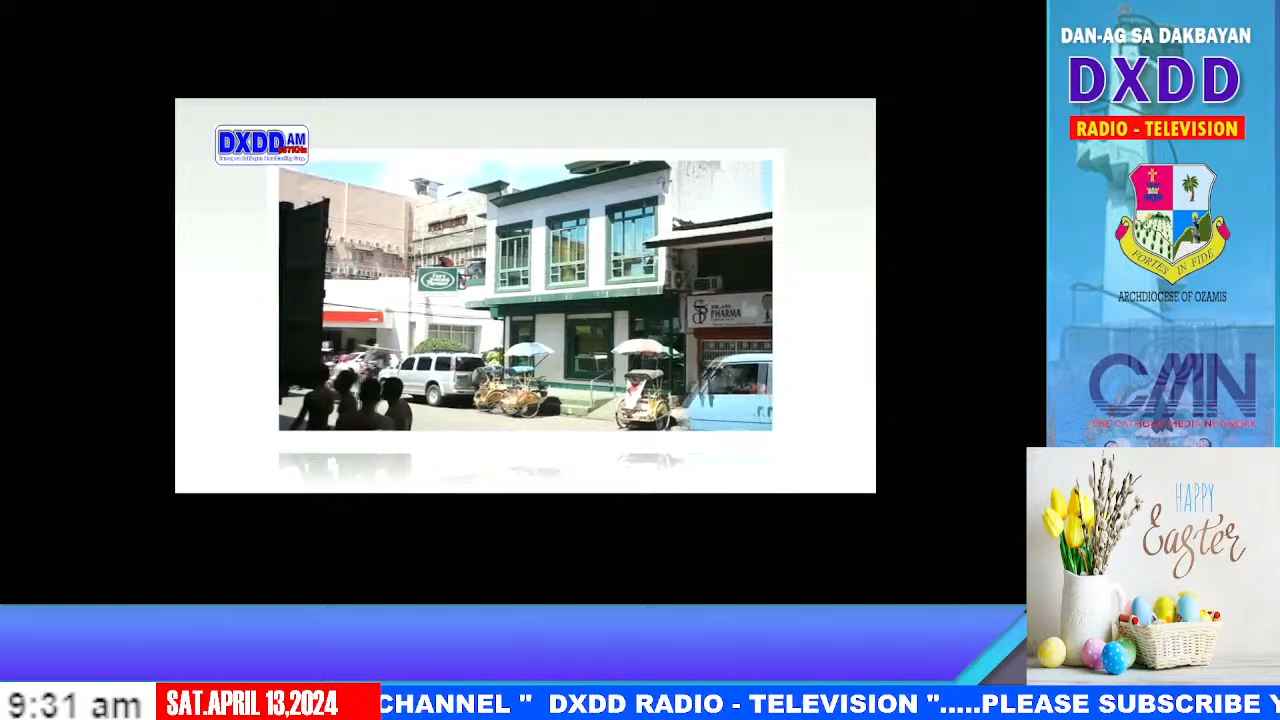 DAN-AG SA DAKBAYAN
DXDD
RADIO - TELEVISION
DXDD AM
FORTES IN FIDE
ARCHDIOCESE OF OZAMIS
PHARMA
CMN
THE CATHOLIC MEDIA NETWORK
HAPPY
Easter
9:31 am
SAT.APRIL 13,2024
CHANNEL " DXDD RADIO - TELEVISION ".....PLEASE SUBSCRIBE Y